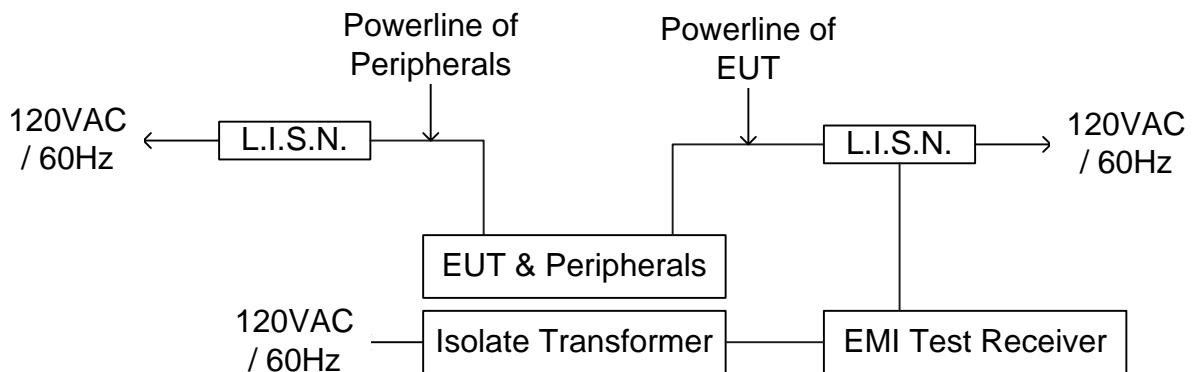 Powerline of
Peripherals
Powerline of
EUT
120VAC
/ 60Hz
L.I.S.N.
L.I.S.N.
120VAC
/ 60Hz
EUT & Peripherals
120VAC
/ 60Hz
Isolate Transformer
EMI Test Receiver